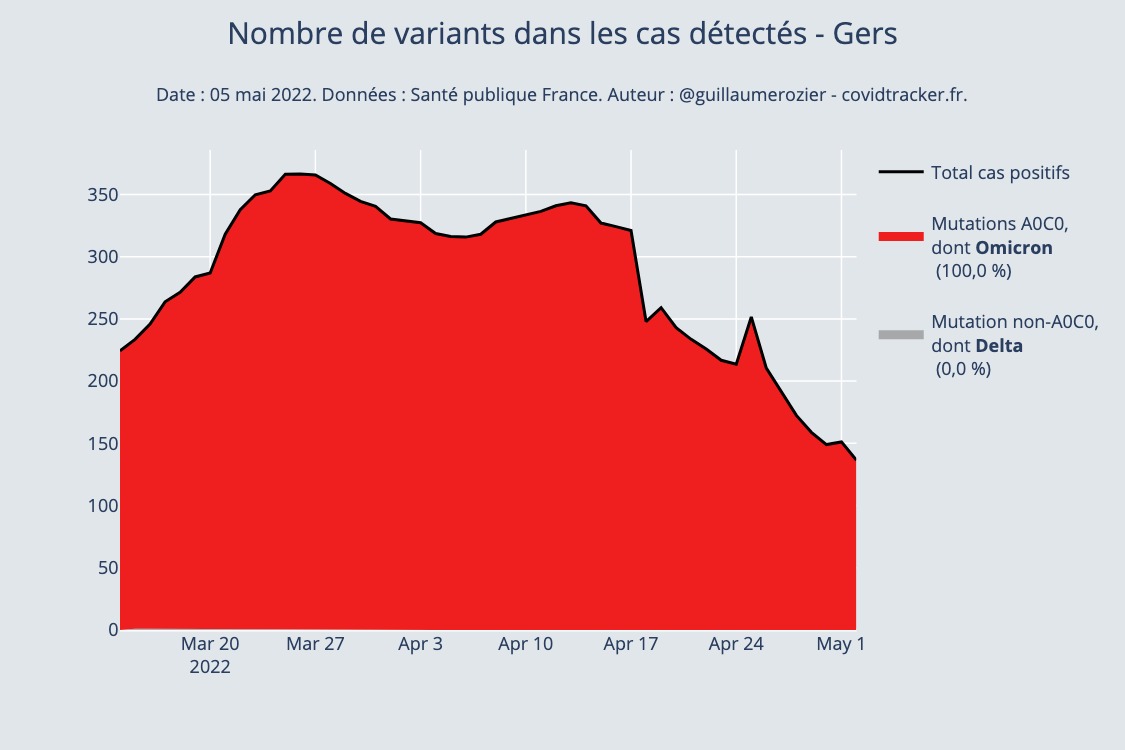 Nombre de variants dans les cas détectés - Gers
Date : 05 mai 2022. Données : Santé publique France. Auteur : @guillaumerozier - covidtracker.fr.
Total cas positifs
Mutations A0C0,
dont Omicron
(100,0 %)
Mutation non-A0C0,
dont Delta
(0,0 %)
350
300
250
200
150
100
50
0
Mar 20
2022
Mar 27
Apr 3
Apr 10
Apr 17
Apr 24
May 1